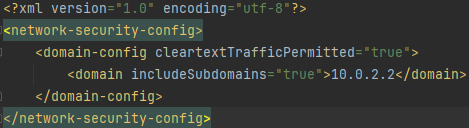 <?xml version="1.0" encoding="utf-8"?>
<network-security-config>
    <domain-config cleartextTrafficPermitted="true">
        <domain includeSubdomains="true">10.0.2.2</domain>
    </domain-config>
</network-security-config>